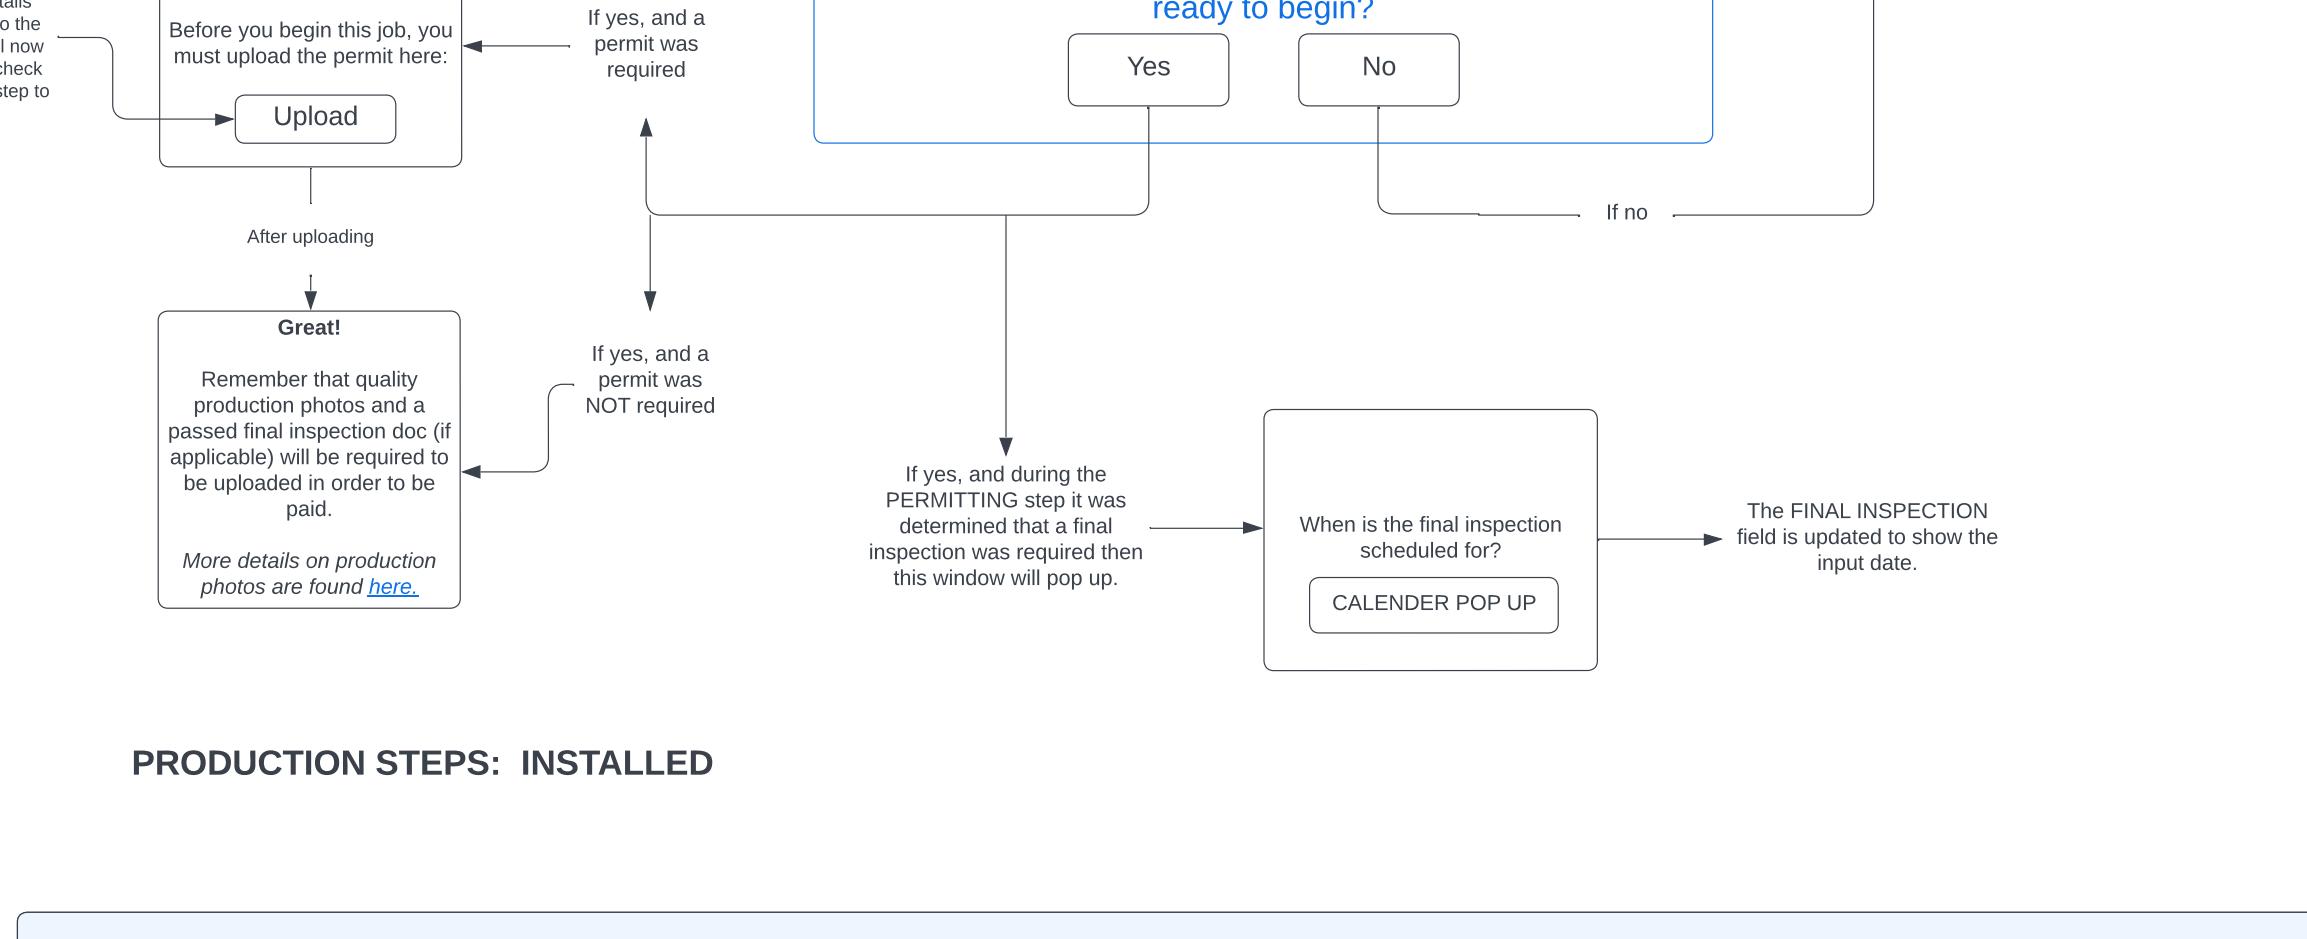 o the
now
check
step to
Before you begin this job, you
must upload the permit here:
Upload
If yes, and a
permit was
required
ready to begin?
Yes
No
If no
After uploading
Great!
Remember that quality
production photos and a
passed final inspection doc (if
applicable) will be required to
be uploaded in order to be
paid.
More details on production
photos are found here.
If yes, and a
permit was
NOT required
If yes, and during the
PERMITTING step it was
determined that a final
inspection was required then
this window will pop up.
When is the final inspection
scheduled for?
CALENDER POP UP
The FINAL INSPECTION
field is updated to show the
input date.
PRODUCTION STEPS: INSTALLED